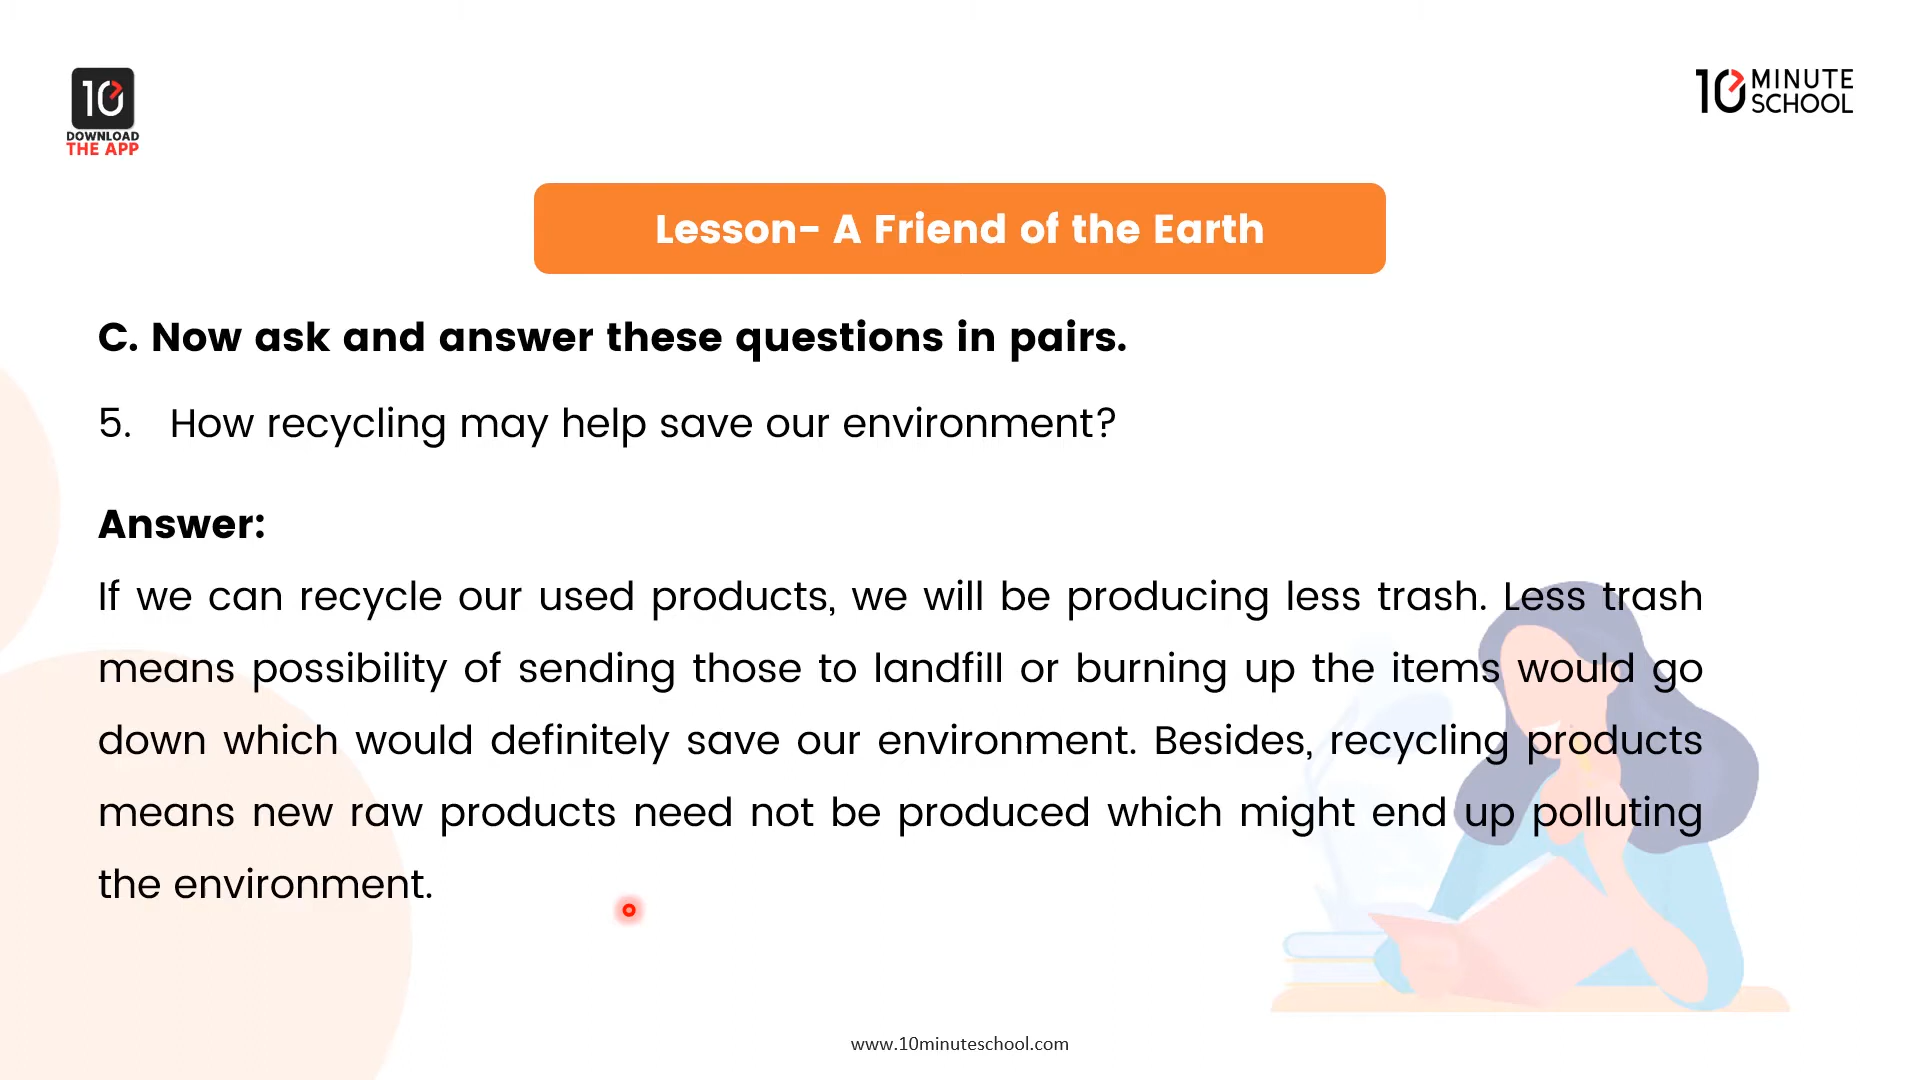 10
DOWNLOAD
THE APP
10 MINUTE
SCHOOL
Lesson- A Friend of the Earth
C. Now ask and answer these questions in pairs.
5. How recycling may help save our environment?
Answer:
If we can recycle our used products, we will be producing less trash. Less trash
means possibility of sending those to landfill or burning up the items would go
down which would definitely save our environment. Besides, recycling products
means new raw products need not be produced which might end up polluting
the environment.
www.10minuteschool.com